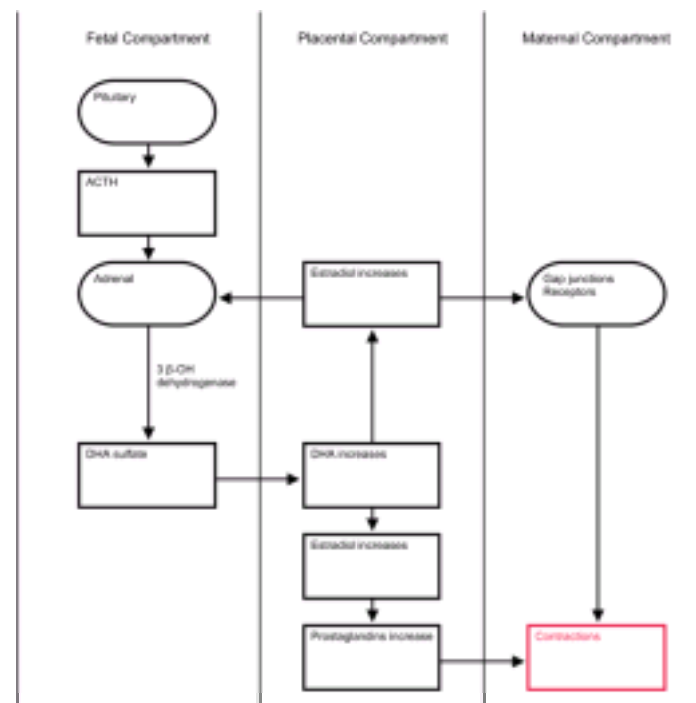 Fetal Compartment
Placental Compartment
Maternal Compartment
Pituitary
ACTH
Adrenal
Estradiol increases
Gap junctions
Receptors
3 β-OH
dehydrogenase
DHA sulfate
DHA increases
Estradiol increases
Prostaglandins increase
Contractions